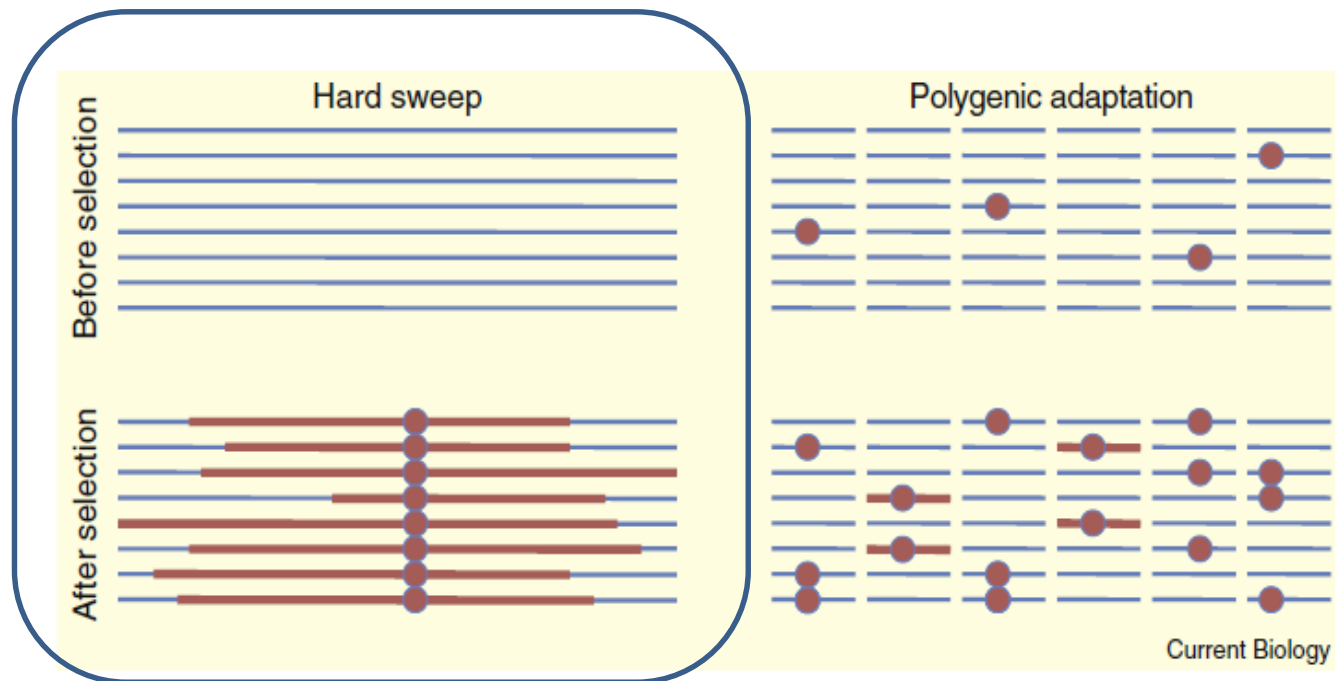 Hard sweep
Polygenic adaptation
Before selection
After selection
Current Biology